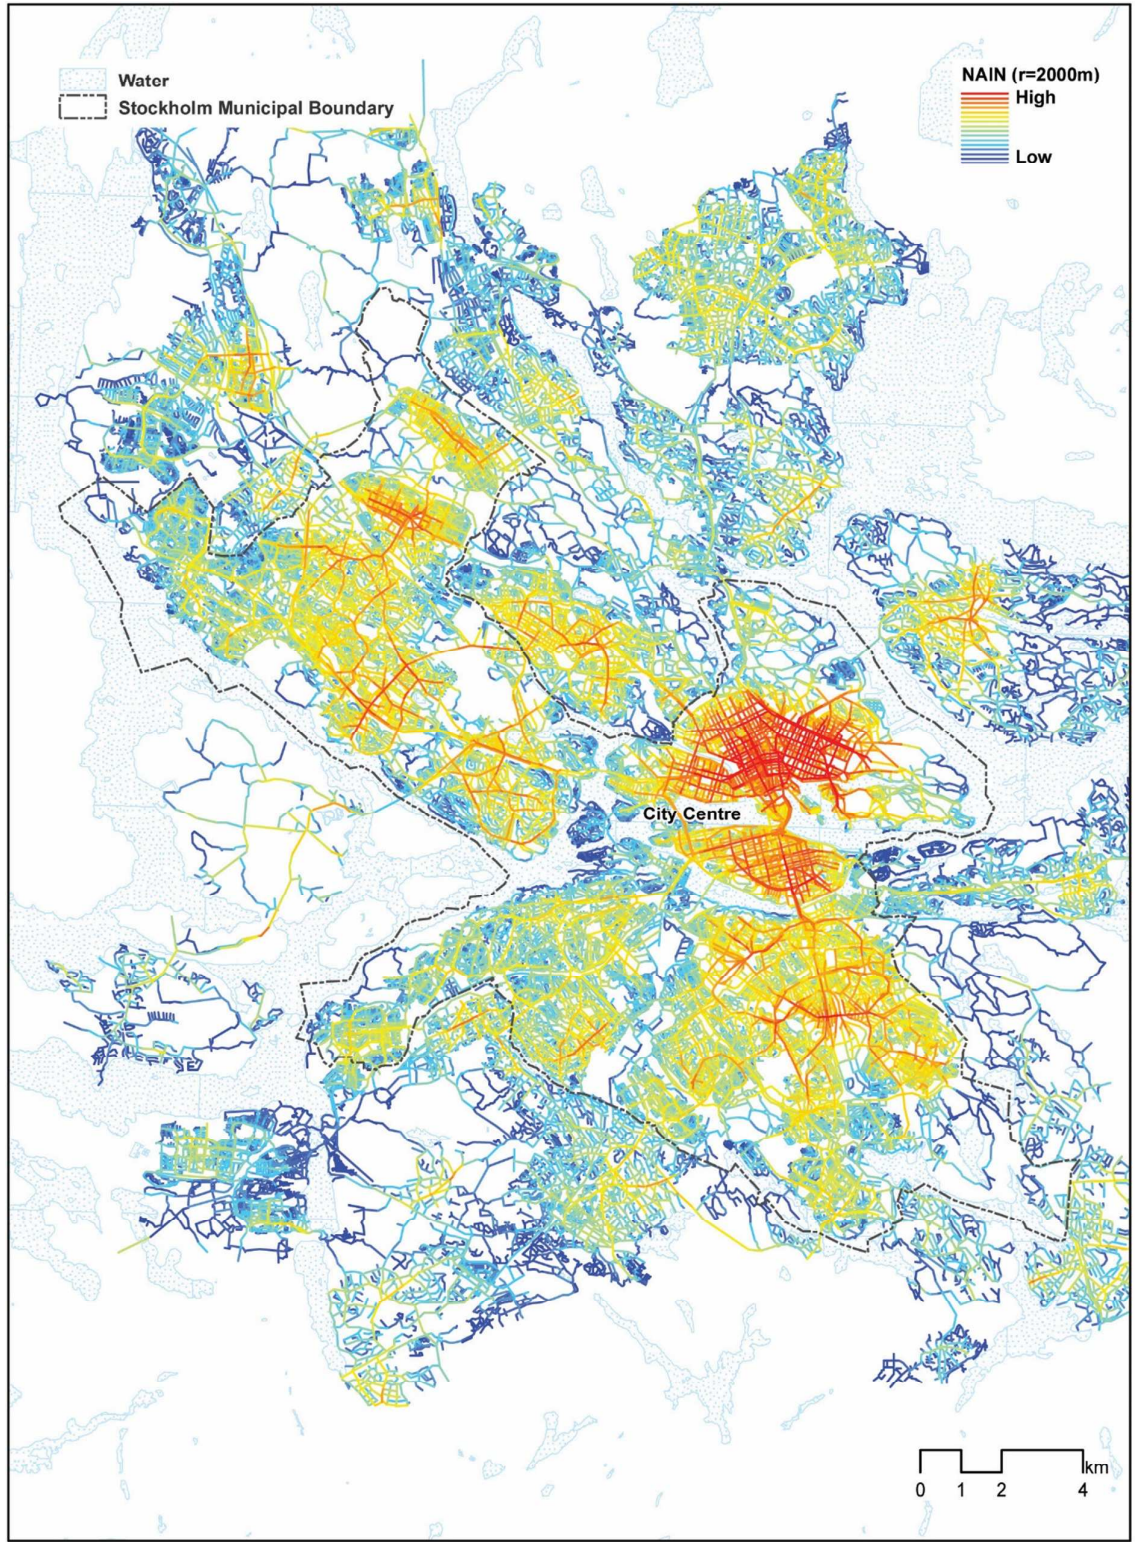 Water
Stockholm Municipal Boundary
NAIN (r=2000m)
High
Low
City Centre
km
0 1 2 4